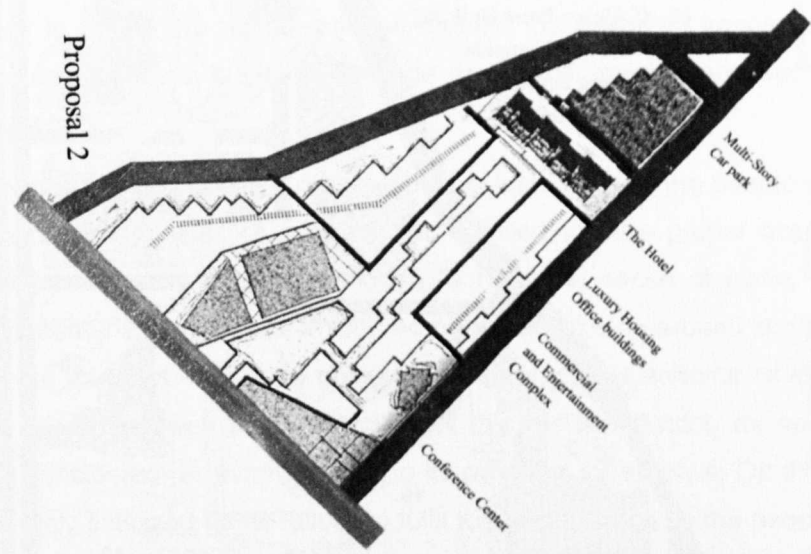 Proposal 2
Multi-Story
Car park
The Hotel
Luxury Housing
Office buildings
Commercial
and Entertainment
Complex
Conference Center